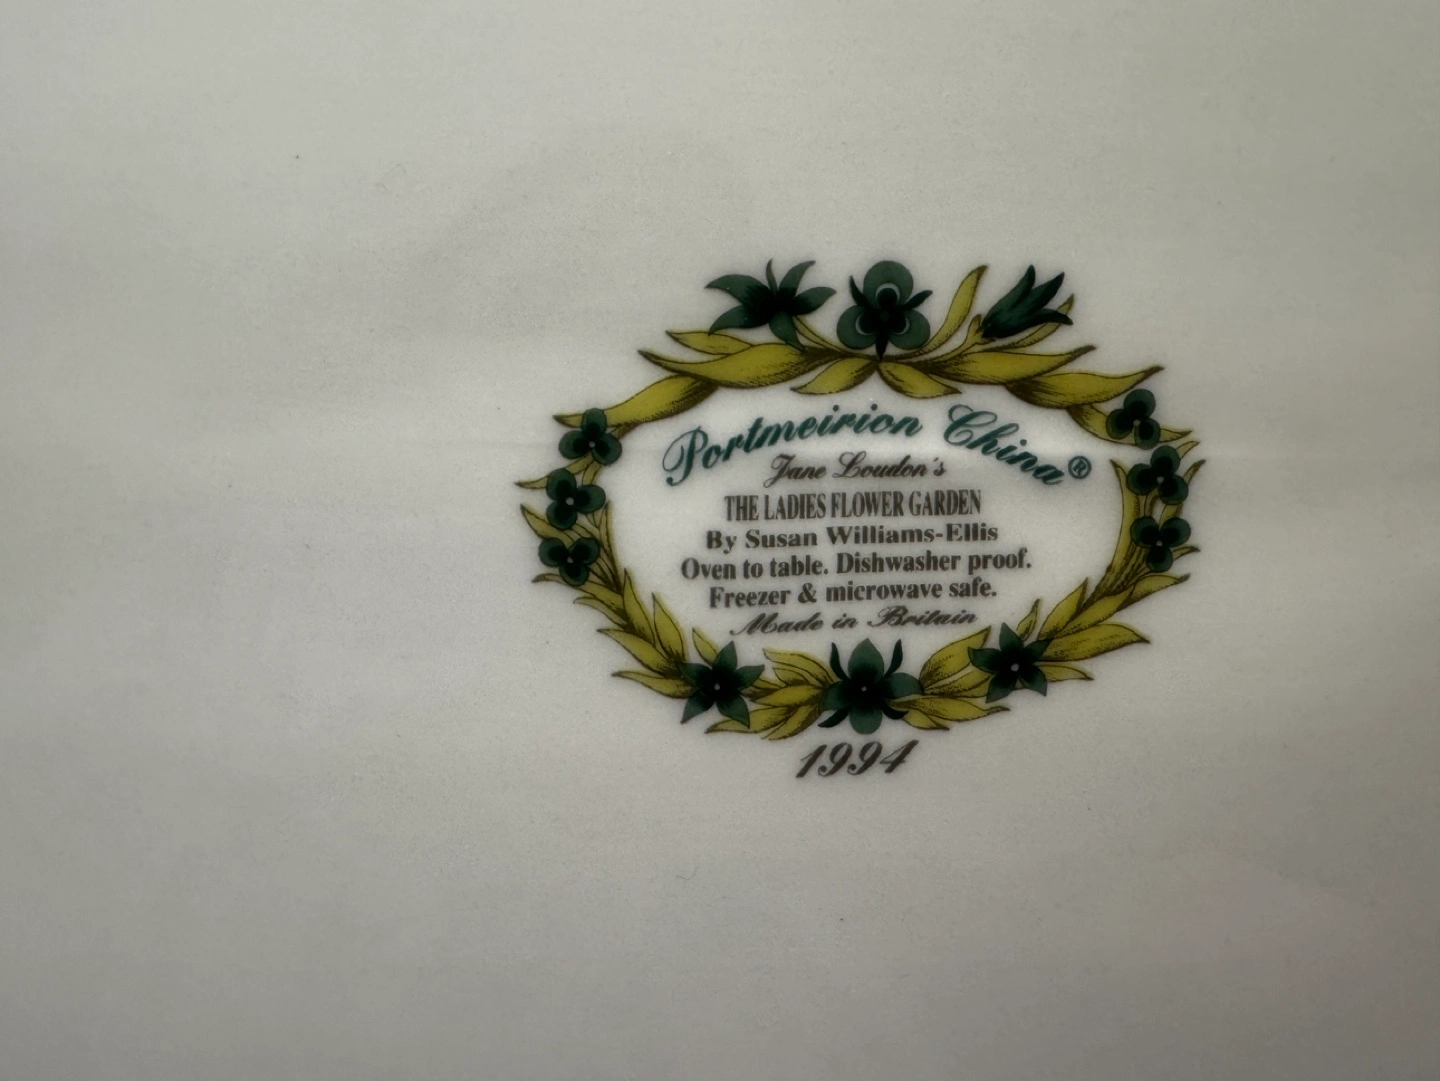 Portmeirion China®
Jane Loudon's
THE LADIES FLOWER GARDEN
By Susan Williams-Ellis
Oven to table. Dishwasher proof.
Freezer & microwave safe.
Made in Britain
1994